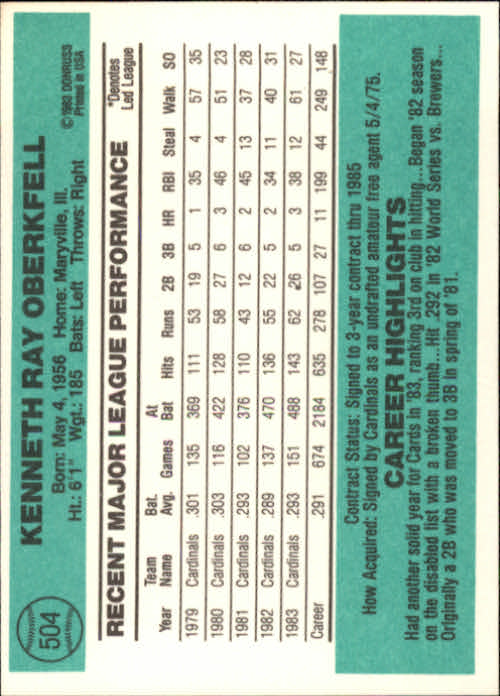 504
KENNETH RAY OBERKFELL
Born: May 4, 1956 Home: Maryville, Ill.
Ht.: 6'1" Wgt.: 185 Bats: Left Throws: Right
© 1983 DONRUSS
Printed in USA
RECENT MAJOR LEAGUE PERFORMANCE
*Denotes Led League
Year Team Name Bat. Avg. Games At Bat Hits Runs 2B 3B HR RBI Steal Walk SO
1979 Cardinals .301 135 369 111 53 19 5 1 35 4 57 35
1980 Cardinals .303 116 422 128 58 27 6 3 46 4 51 23
1981 Cardinals .293 102 376 110 43 12 6 2 45 13 37 28
1982 Cardinals .289 137 470 136 55 22 5 2 34 11 40 31
1983 Cardinals .293 151 488 143 62 26 5 3 38 12 61 27
Career .291 674 2184 635 278 107 27 11 199 44 249 148
Contract Status: Signed to 3-year contract thru 1985
How Acquired: Signed by Cardinals as an undrafted amatour free agent 5/4/75.
CAREER HIGHLIGHTS
Had another solid year for Cards in '83, ranking 3rd on club in hitting... Began '82 season
on the disabled list with a broken thumb... Hit .292 in '82 World Series vs. Brewers...
Originally a 2B who was moved to 3B in spring of '81.